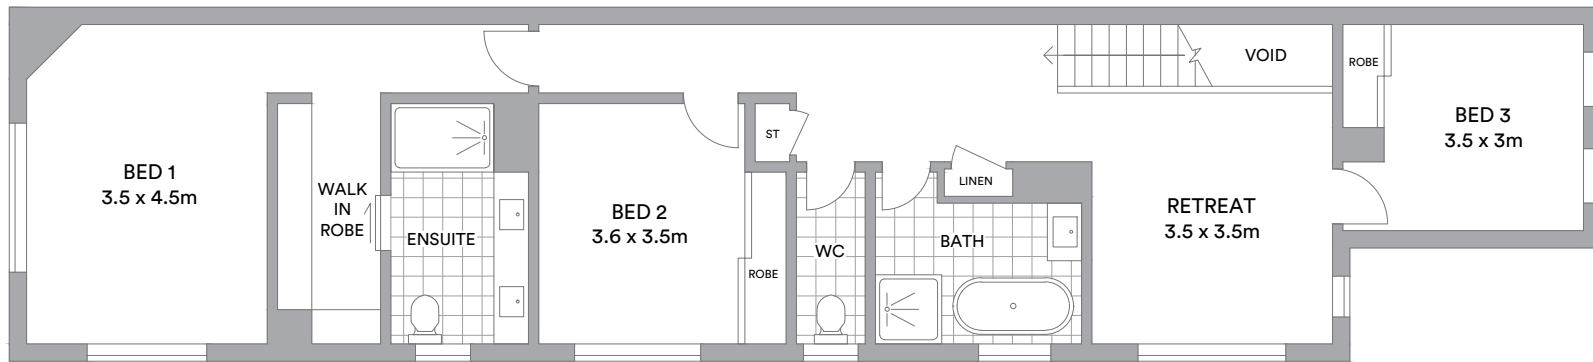 BED 1
3.5 x 4.5m
WALK
IN
ROBE
ENSUITE
BED 2
3.6 x 3.5m
ROBE
ST
WC
LINEN
BATH
RETREAT
3.5 x 3.5m
VOID
ROBE
BED 3
3.5 x 3m